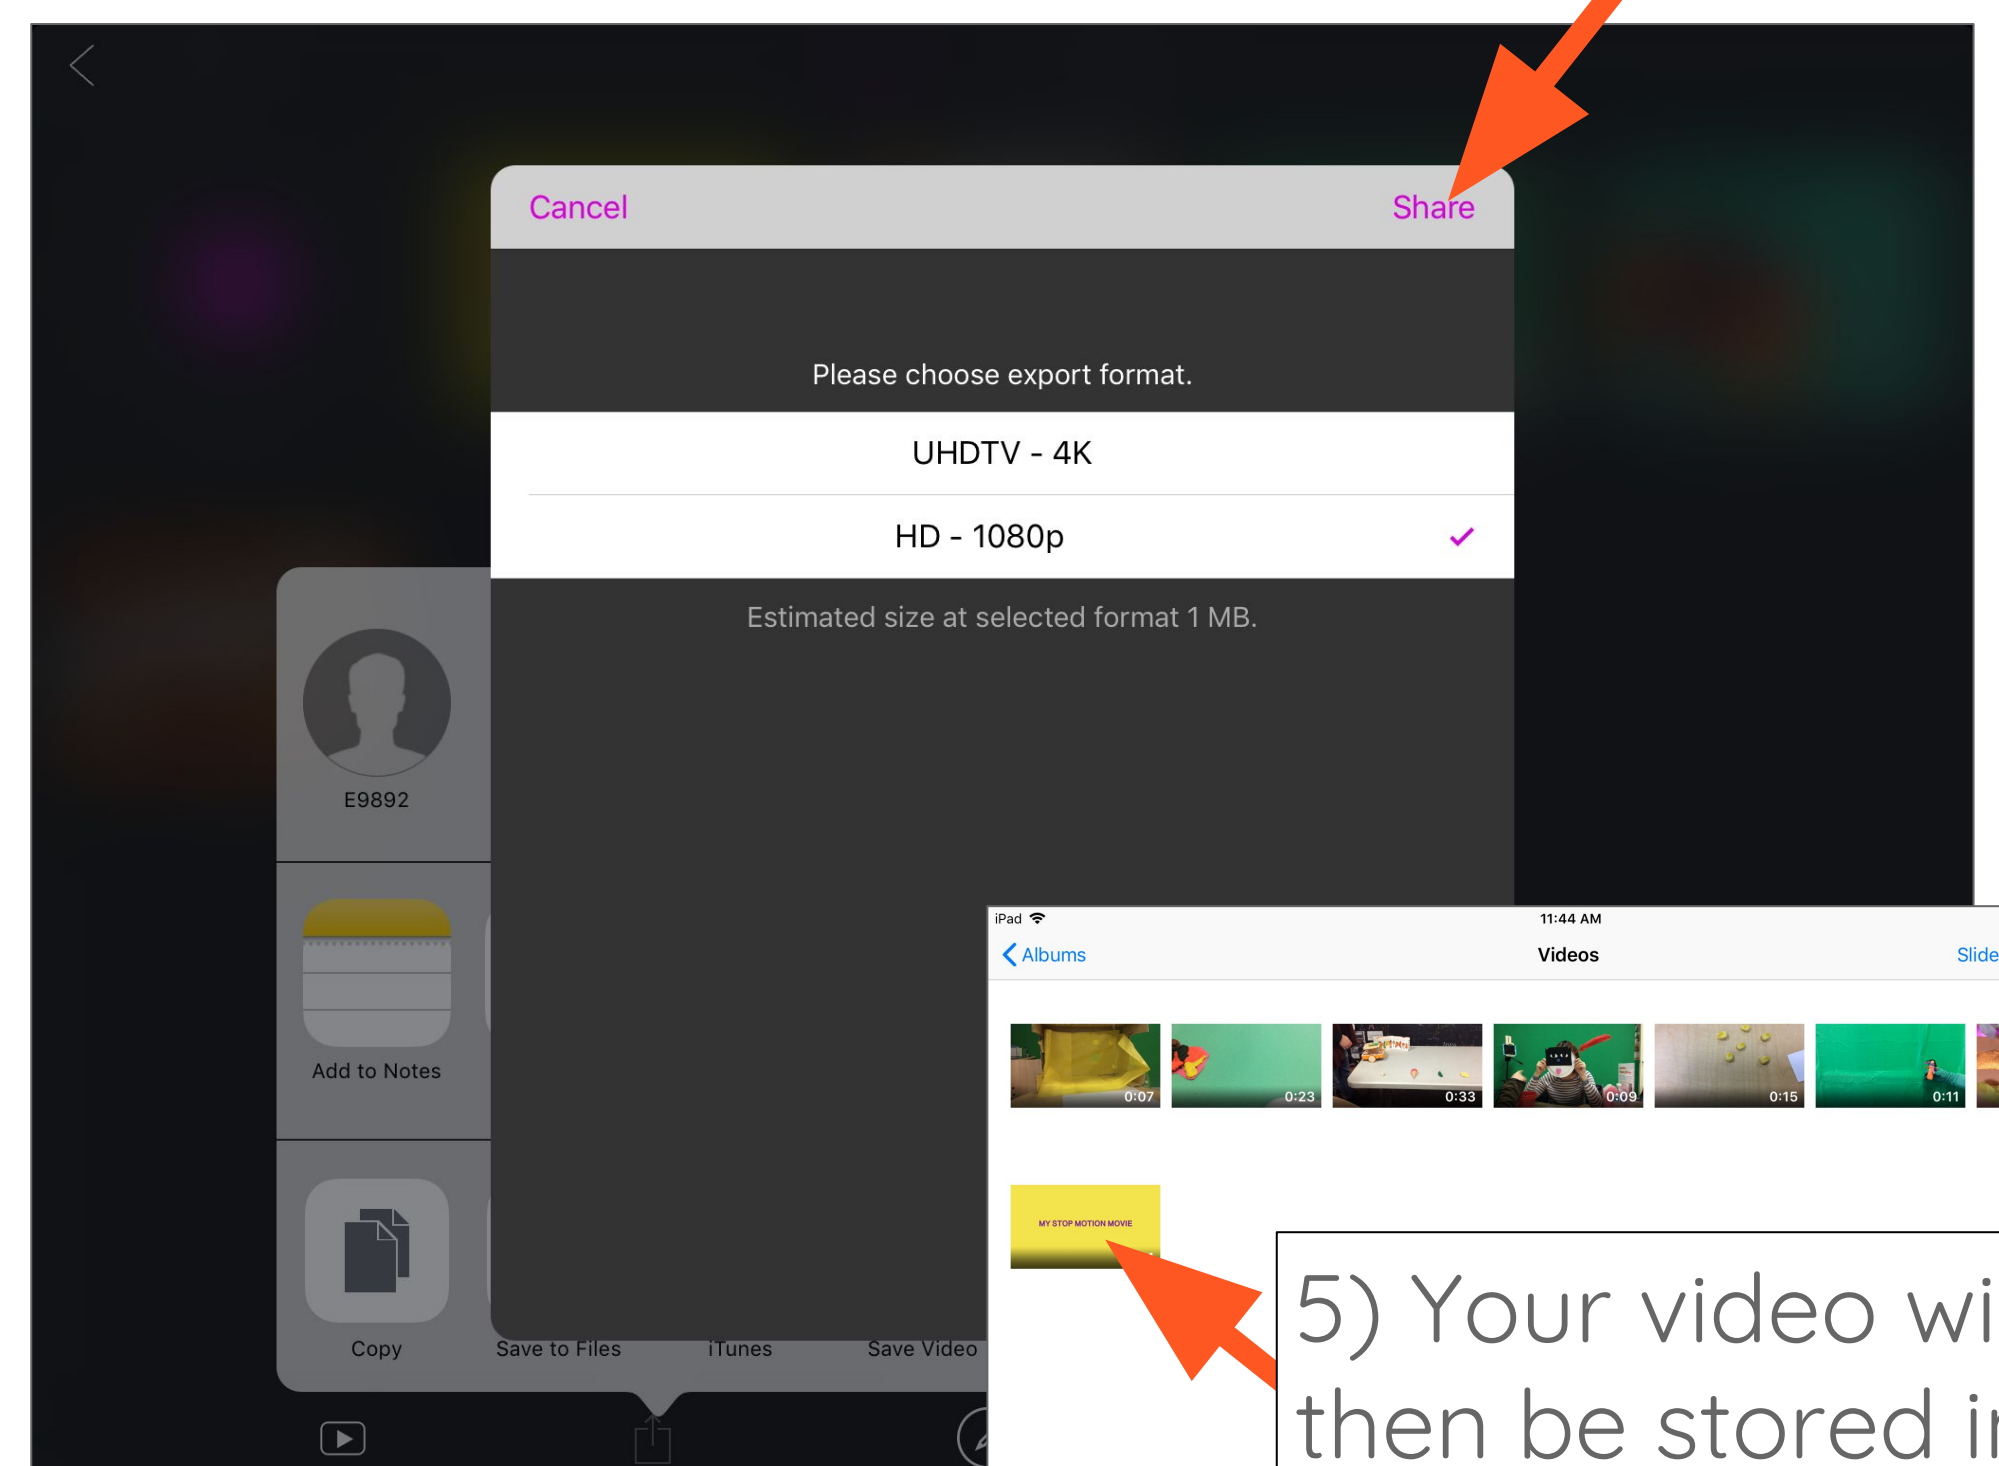 Cancel
Share
Please choose export format.
UHDTV - 4K
HD - 1080p
Estimated size at selected format 1 MB.
E9892
Add to Notes
Copy
Save to Files
iTunes
Save Video
iPad
11:44 AM
Albums
Videos
Slide
0:07
0:23
0:33
0:09
0:15
0:11
MY STOP MOTION MOVIE
5) Your video wi
then be stored i